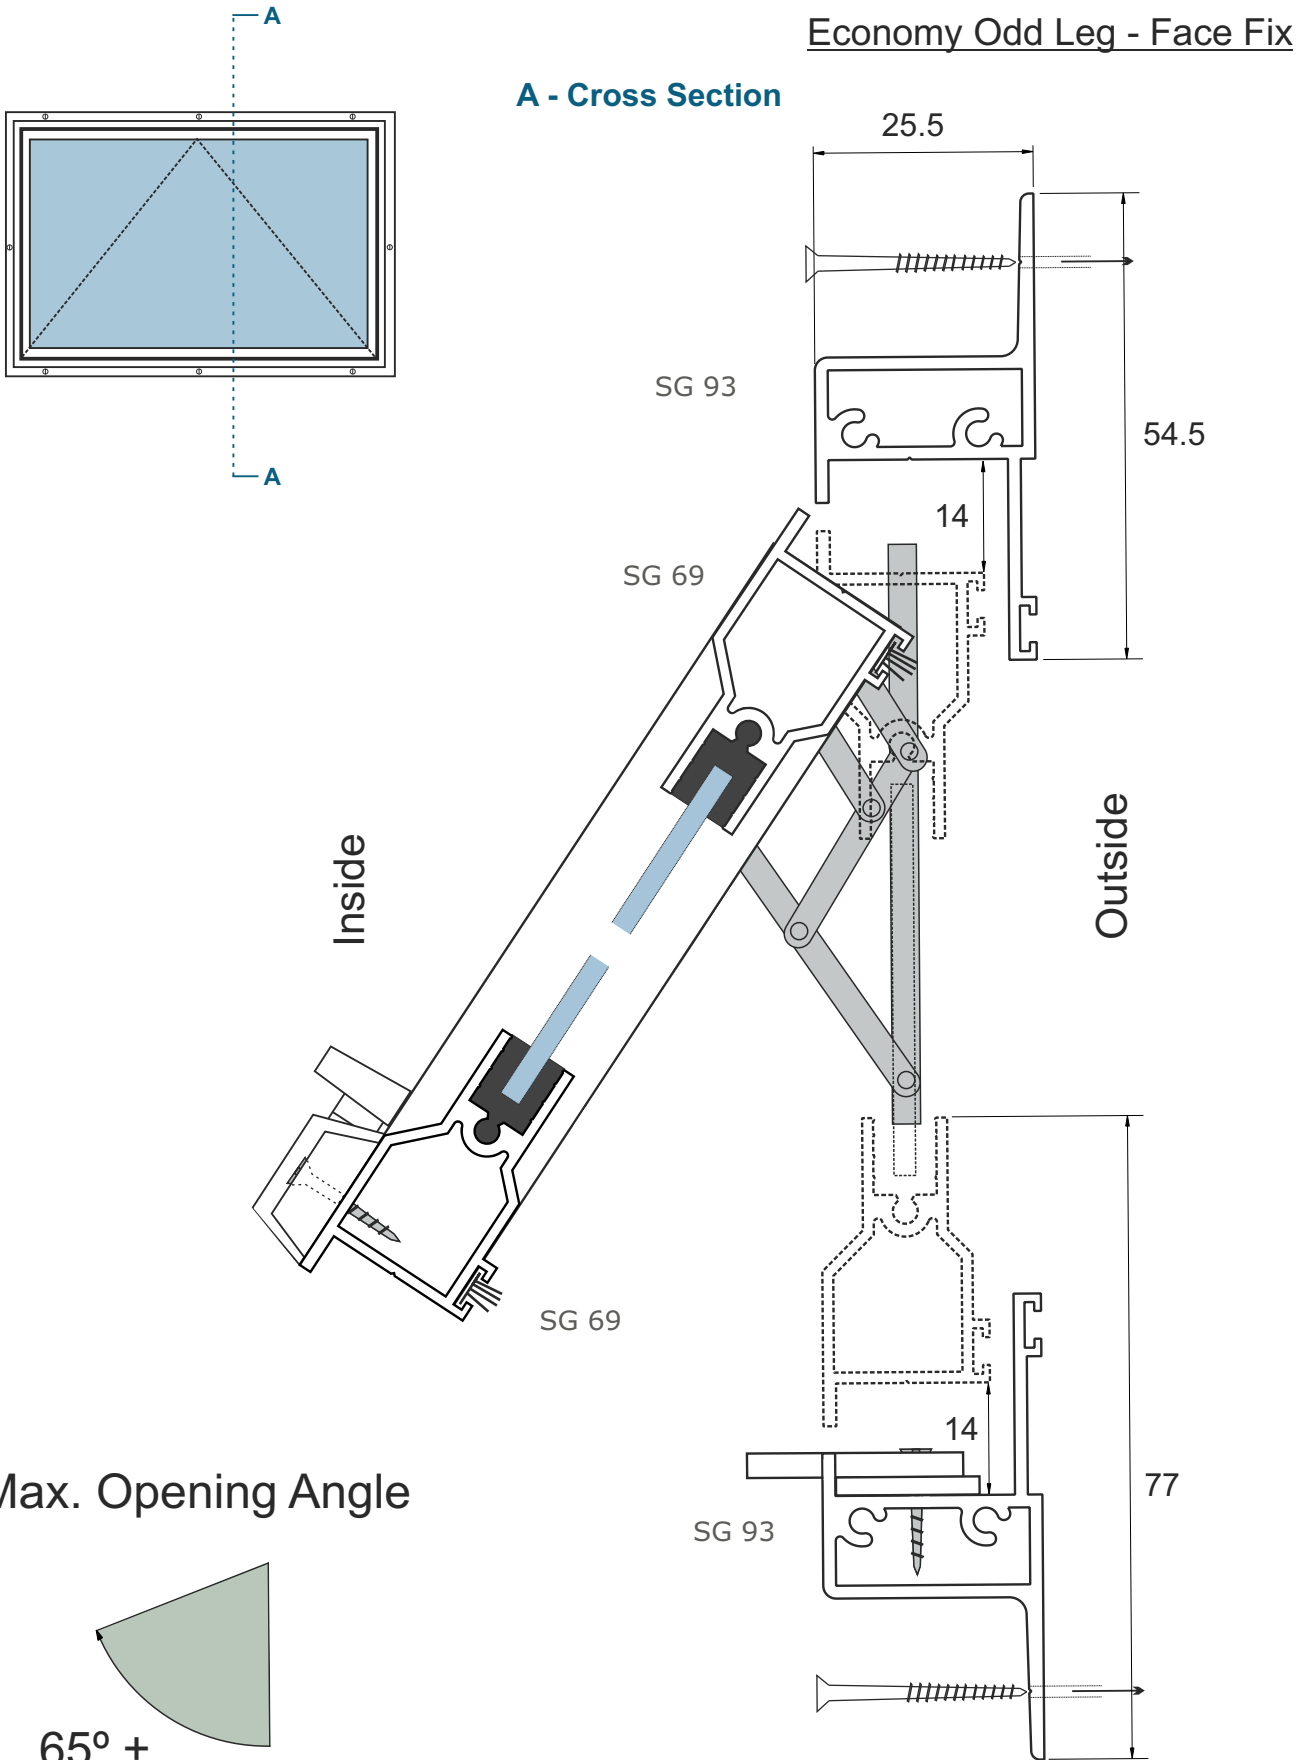 A
Economy Odd Leg - Face Fix
A - Cross Section
25.5
SG 93
54.5
A
14
SG 69
Inside
Outside
SG 69
14
Max. Opening Angle
77
SG 93
65º +